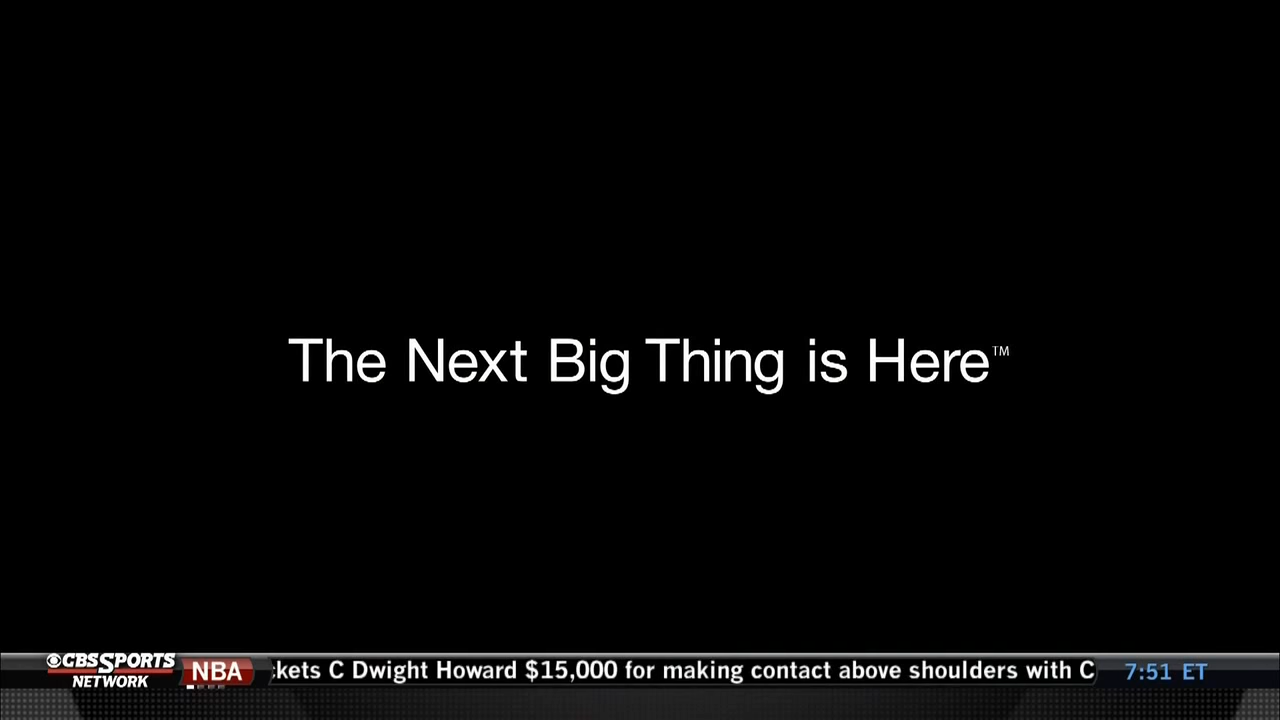 The Next Big Thing is Here™
CBS SPORTS
NETWORK
NBA
ckets C Dwight Howard $15,000 for making contact above shoulders with C
7:51 ET